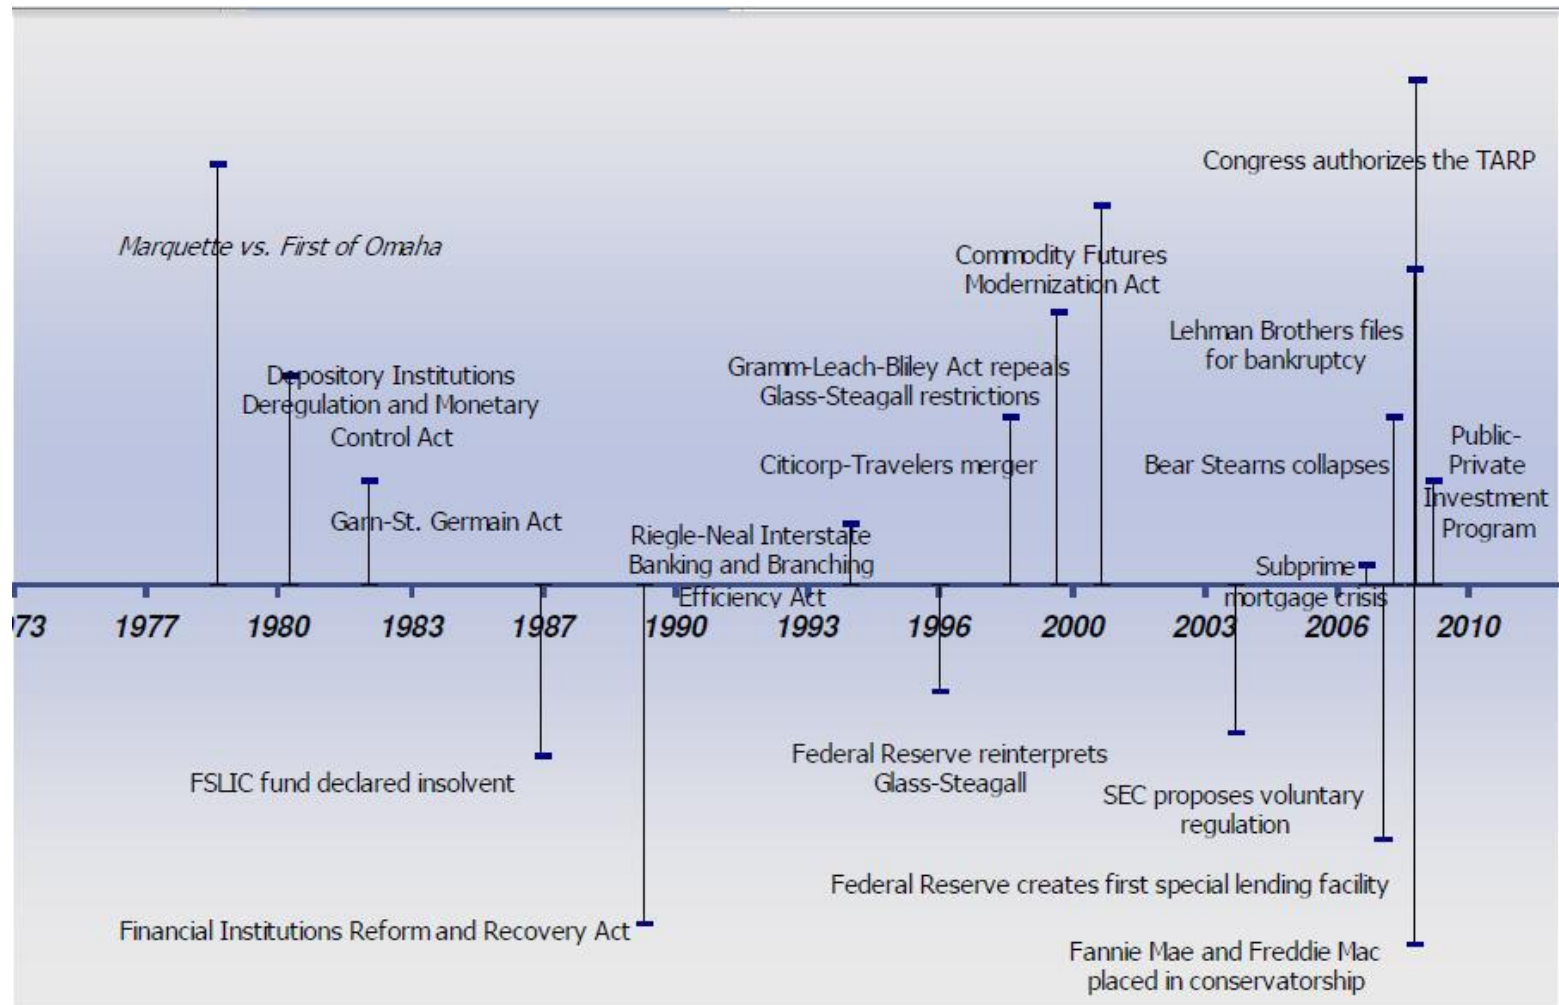 Congress authorizes the TARP
Marquette vs. First of Omaha
Commodity Futures
Modernization Act
Lehman Brothers files
for bankruptcy
Depository Institutions
Deregulation and Monetary
Control Act
Gramm-Leach-Bliley Act repeals
Glass-Steagall restrictions
Public-
Private
Investment
Program
Citicorp-Travelers merger
Bear Stearns collapses
Garn-St. Germain Act
Riegle-Neal Interstate
Banking and Branching
Efficiency Act
Subprime
mortgage crisis
73 1977 1980 1983 1987 1990 1993 1996 2000 2003 2006 2010
FSLIC fund declared insolvent
Federal Reserve reinterprets
Glass-Steagall
SEC proposes voluntary
regulation
Federal Reserve creates first special lending facility
Financial Institutions Reform and Recovery Act
Fannie Mae and Freddie Mac
placed in conservatorship